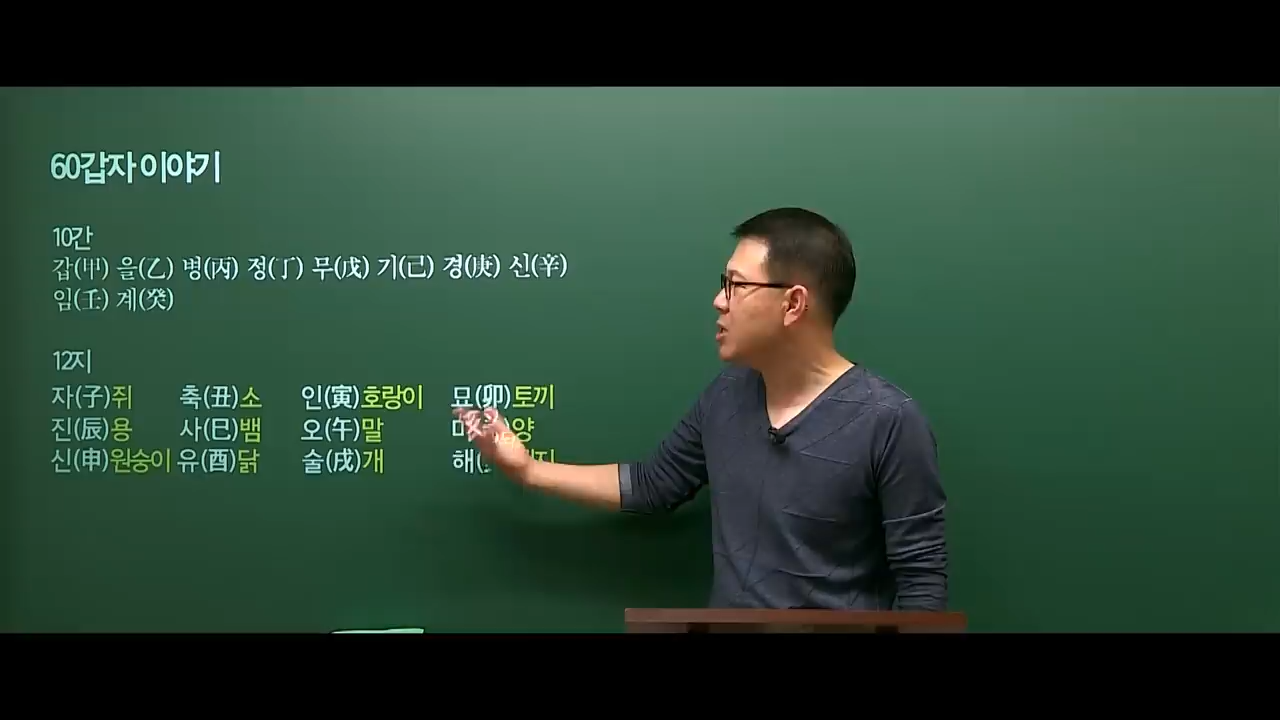 60갑자 이야기
10간
갑(甲) 을(乙) 병(丙) 정(丁) 무(戊) 기(己) 경(庚) 신(辛)
임(壬) 계(癸)
12지
자(子)쥐 축(丑)소 인(寅)호랑이 묘(卯)토끼
진(辰)용 사(巳)뱀 오(午)말 양
신(申)원숭이 유(酉)닭 술(戌)개 해(